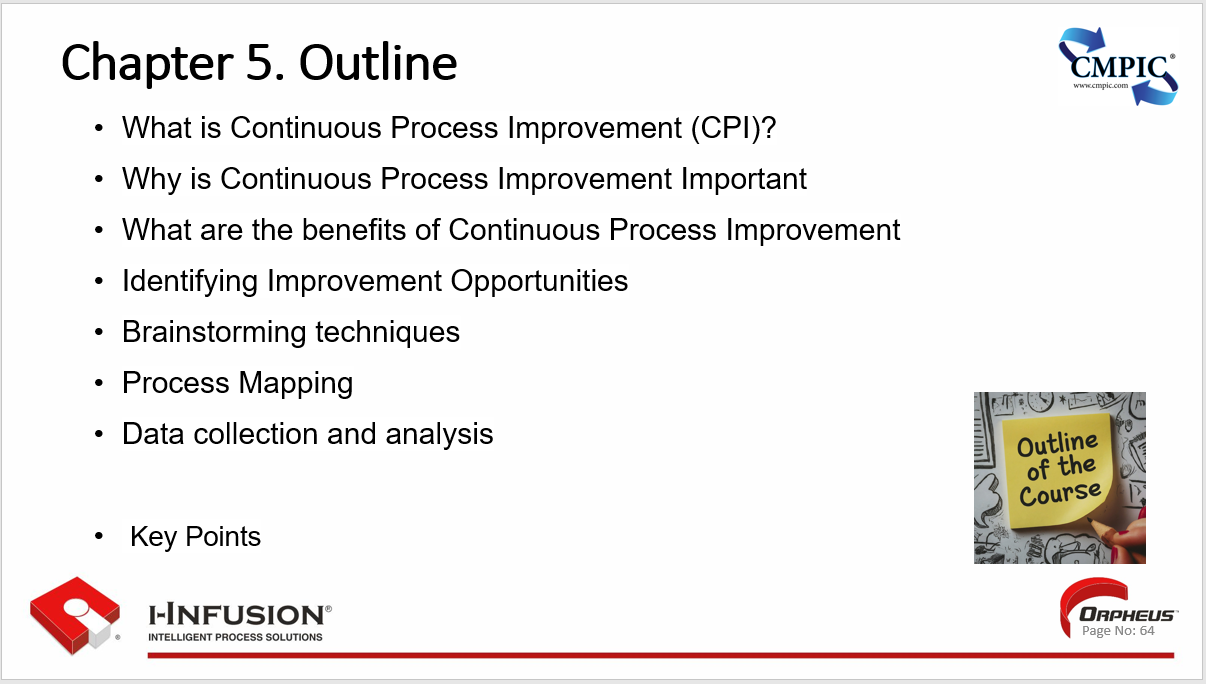 Chapter 5. Outline
CMPIC®
www.cmpic.com
• What is Continuous Process Improvement (CPI)?
• Why is Continuous Process Improvement Important
• What are the benefits of Continuous Process Improvement
• Identifying Improvement Opportunities
• Brainstorming techniques
• Process Mapping
• Data collection and analysis
Outline
of the
Course
• Key Points
I-INFUSION®
INTELLIGENT PROCESS SOLUTIONS
®
ORPHEUS™
Page No: 64